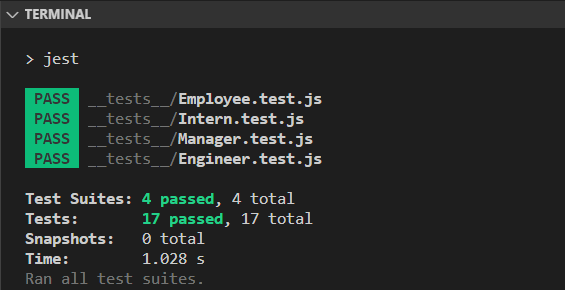 TERMINAL
> jest
PASS __tests__/Employee.test.js
PASS __tests__/Intern.test.js
PASS __tests__/Manager.test.js
PASS __tests__/Engineer.test.js
Test Suites: 4 passed, 4 total
Tests: 17 passed, 17 total
Snapshots: 0 total
Time: 1.028 s
Ran all test suites.